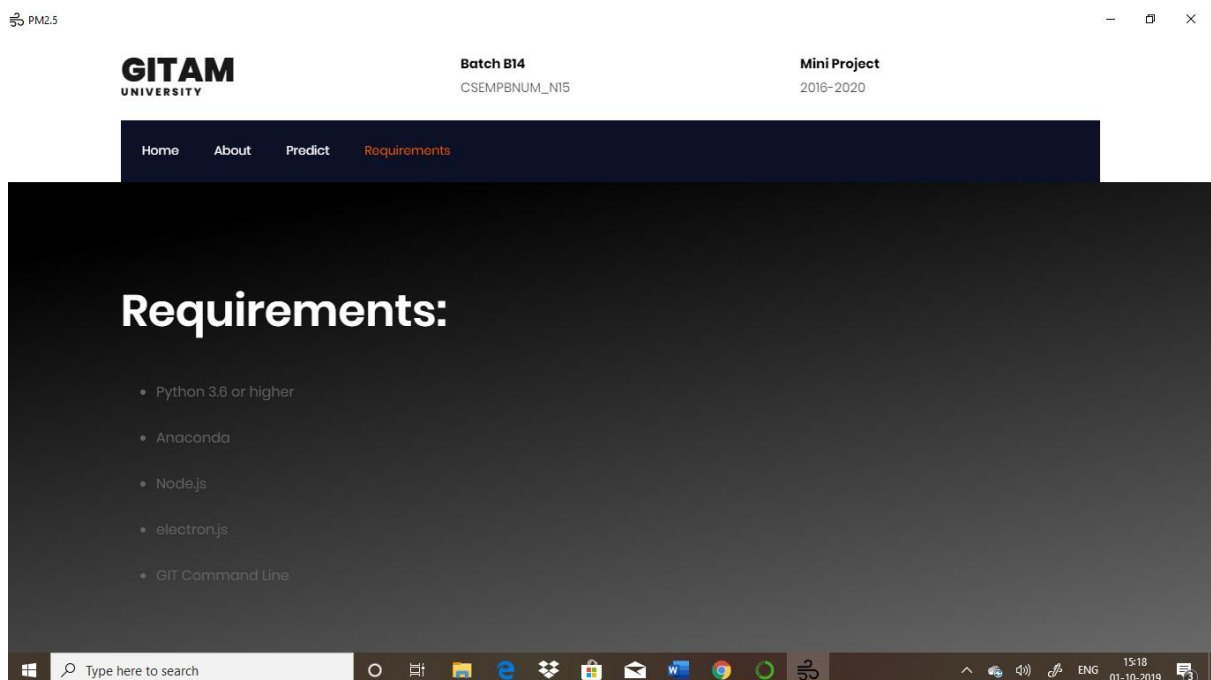 PM2.5
GITAM
UNIVERSITY
Batch B14
CSEMPBNUM_N15
Mini Project
2016-2020
Home About Predict Requirements
Requirements:
• Python 3.6 or higher
• Anaconda
• Node.js
• electron.js
• GIT Command Line
Type here to search
ENG
15:18
01-10-2019
3